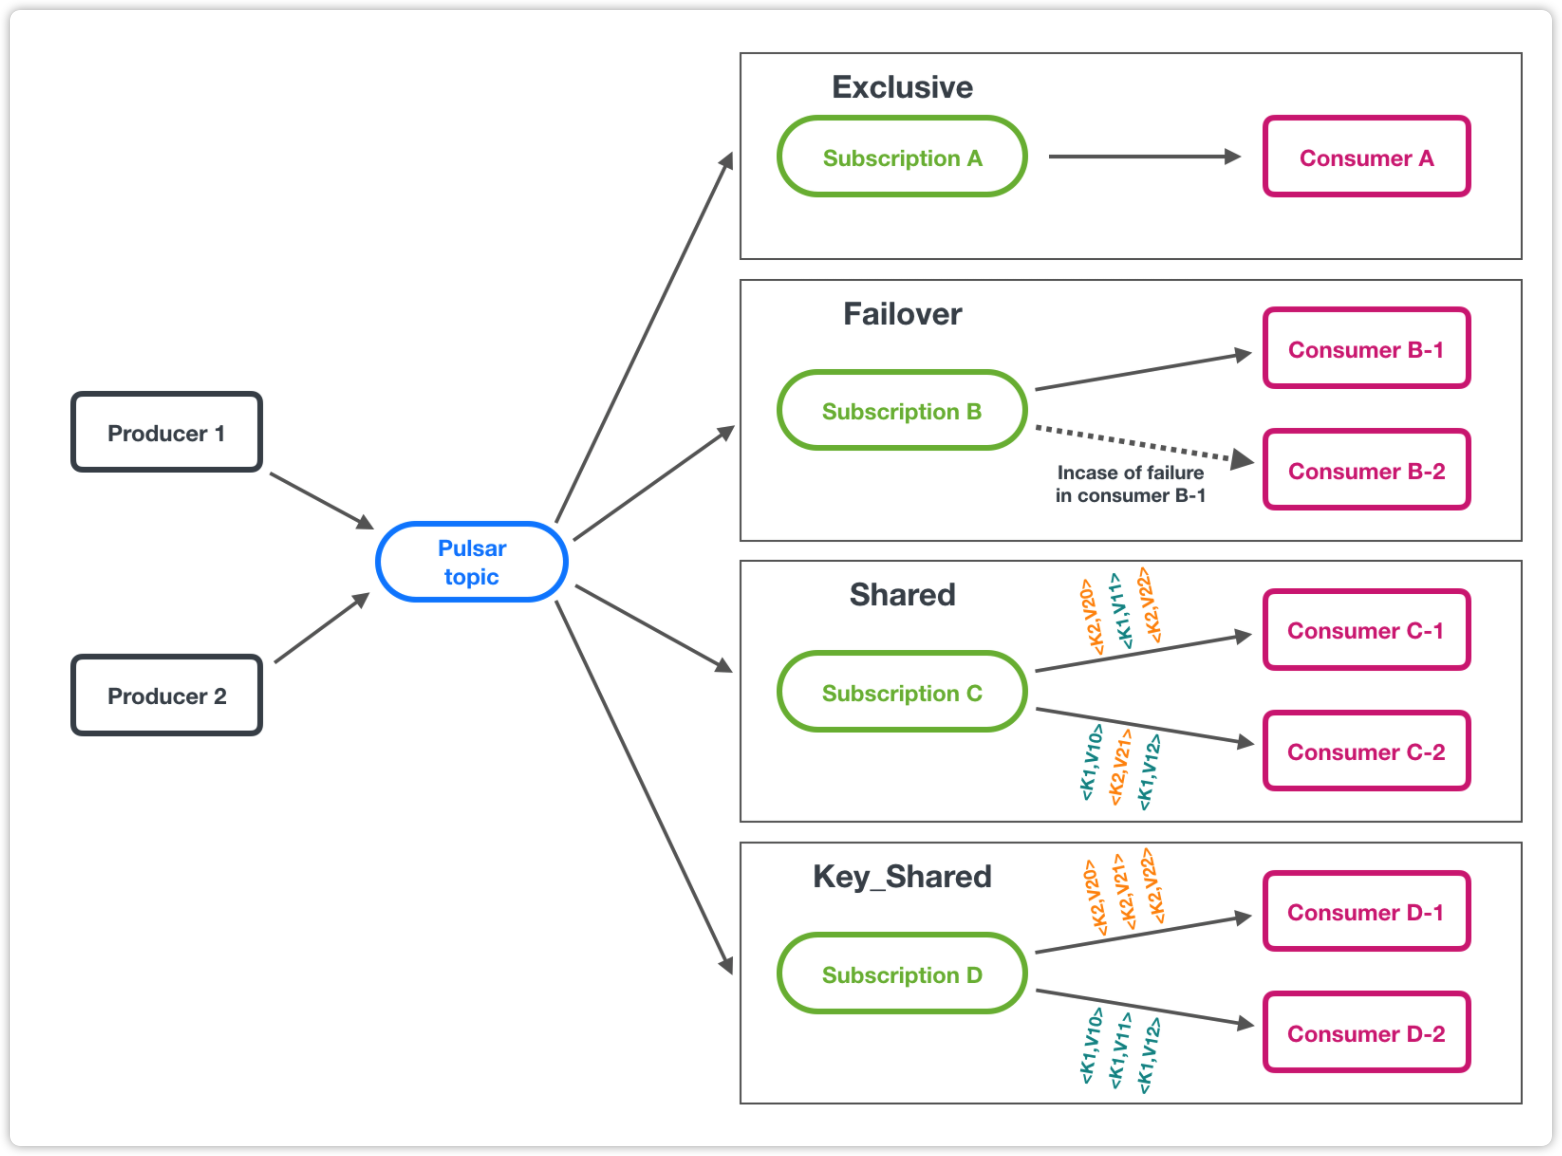 Producer 1
Producer 2
Pulsar
topic
Exclusive
Subscription A
Consumer A
Failover
Subscription B
Consumer B-1
Incase of failure
in consumer B-1
Consumer B-2
Shared
<K2,V20>
<K1,V11>
<K2,V22>
Subscription C
Consumer C-1
<K1,V10>
<K2,V21>
<K1,V12>
Consumer C-2
Key_Shared
<K2,V20>
<K2,V21>
<K2,V22>
Subscription D
Consumer D-1
<K1,V10>
<K1,V11>
<K1,V12>
Consumer D-2